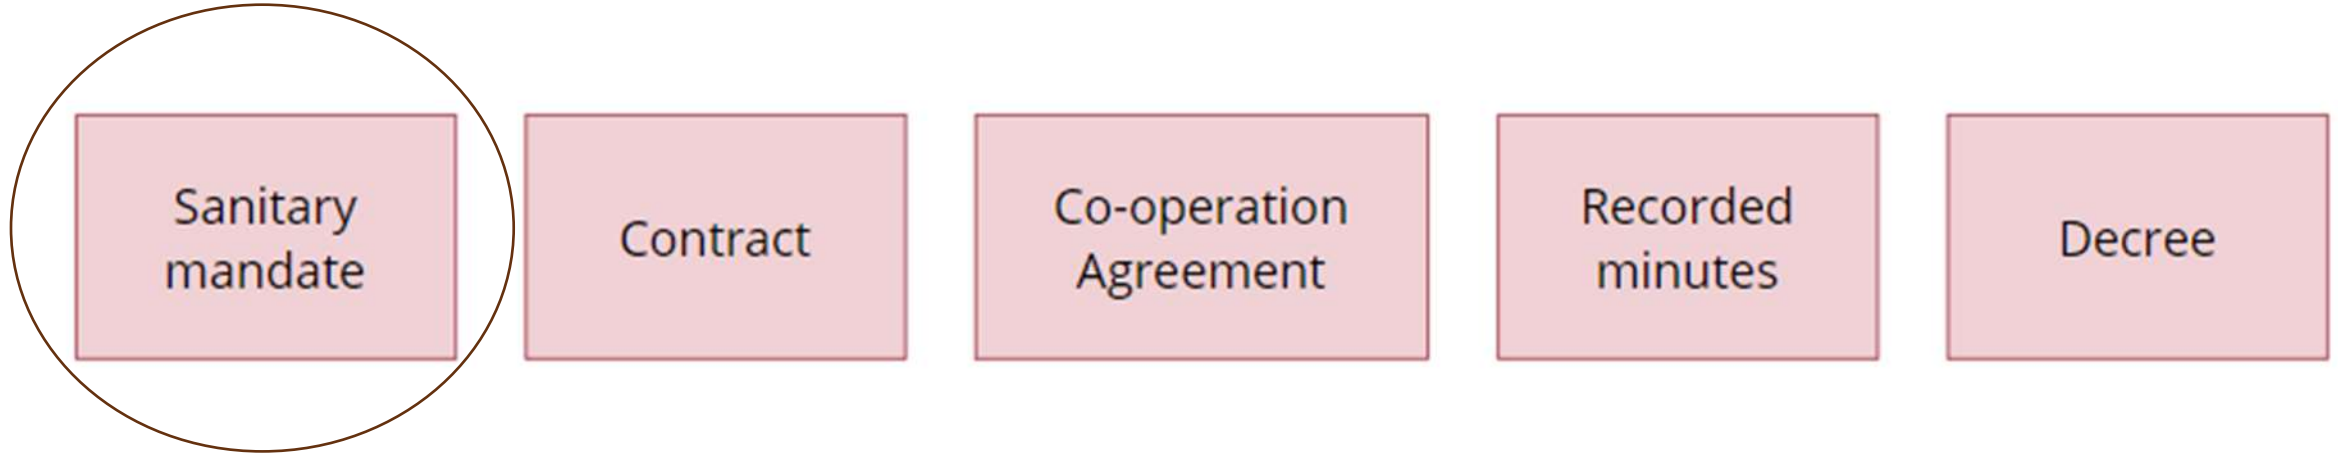 Sanitary
mandate
Contract
Co-operation
Agreement
Recorded
minutes
Decree